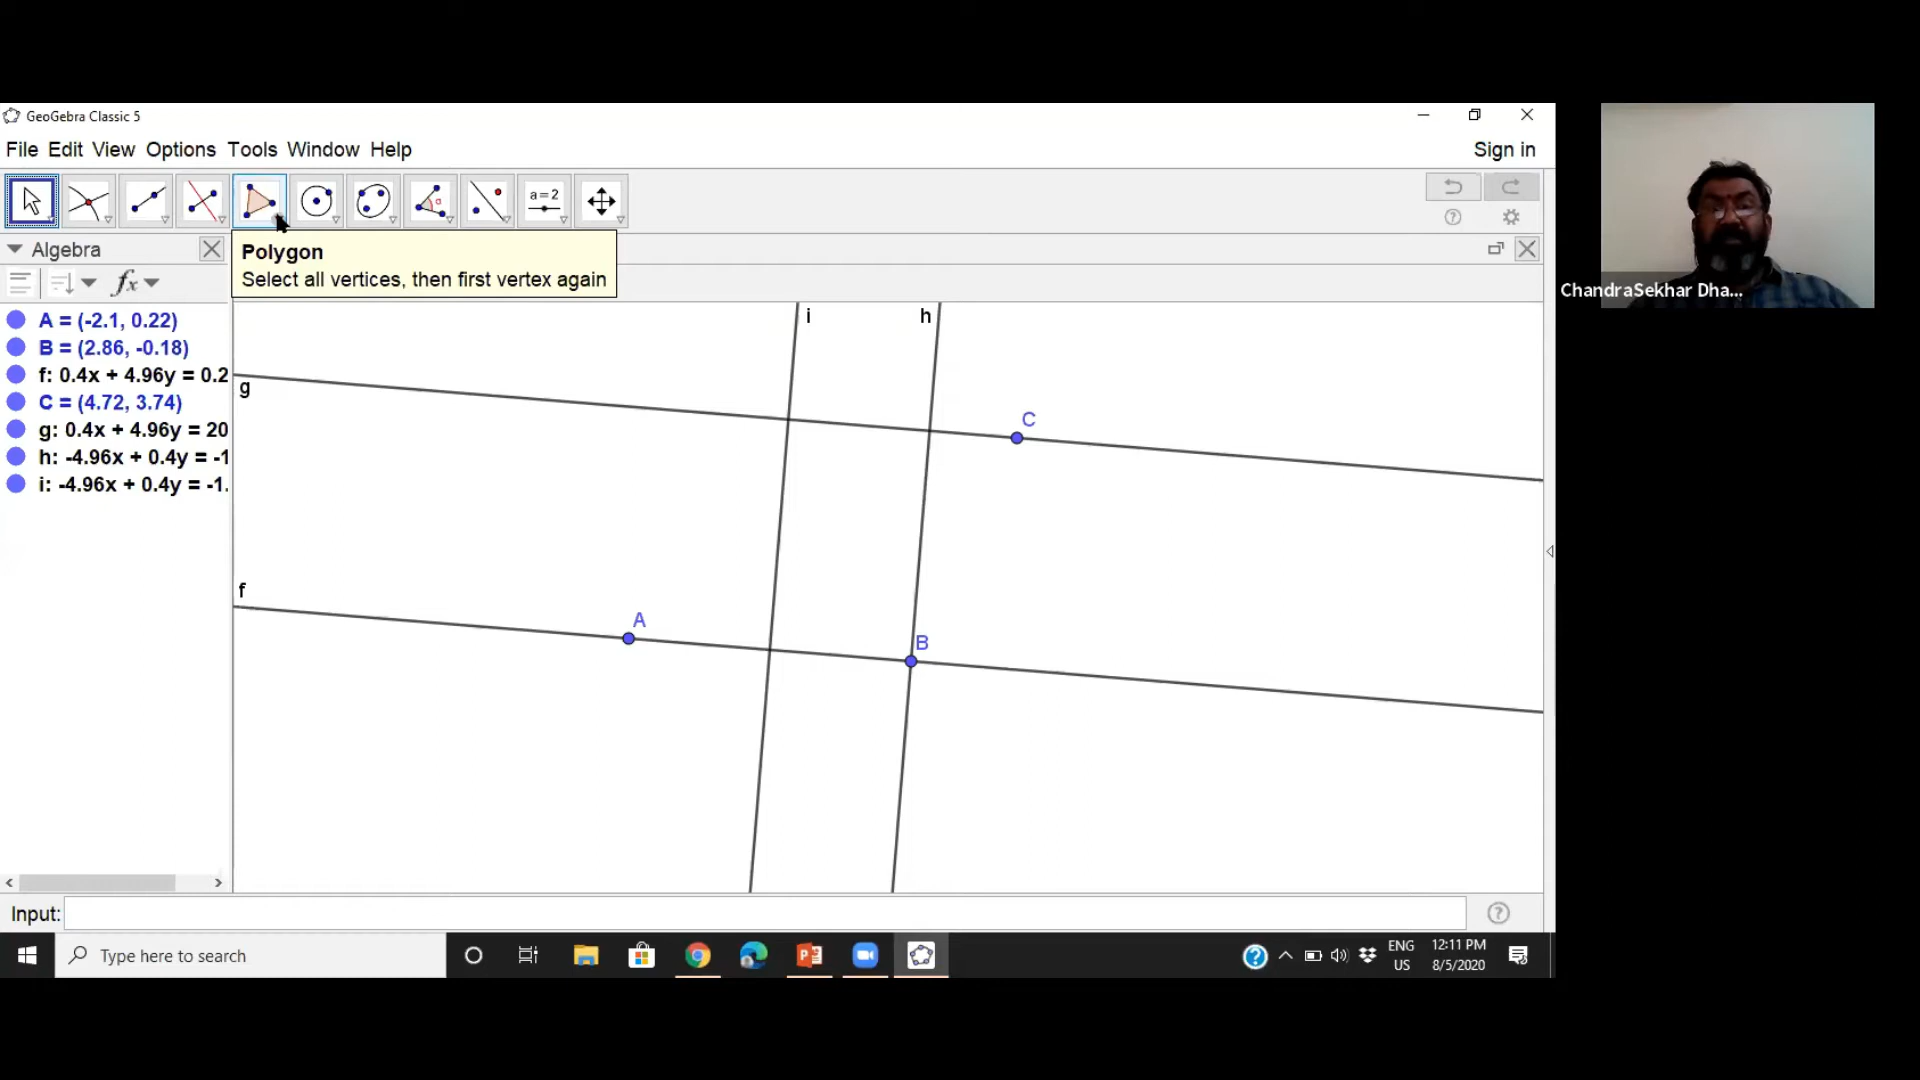 GeoGebra Classic 5
File Edit View Options Tools Window Help
Sign in
a=2
Algebra
Polygon
Select all vertices, then first vertex again
fx
A = (-2.1, 0.22)
B = (2.86, -0.18)
f: 0.4x + 4.96y = 0.2
C = (4.72, 3.74)
g: 0.4x + 4.96y = 20
h: -4.96x + 0.4y = -1
i: -4.96x + 0.4y = -1.
i
h
g
C
f
A
B
ChandraSekhar Dha...
Input:
Type here to search
ENG
US
12:11 PM
8/5/2020